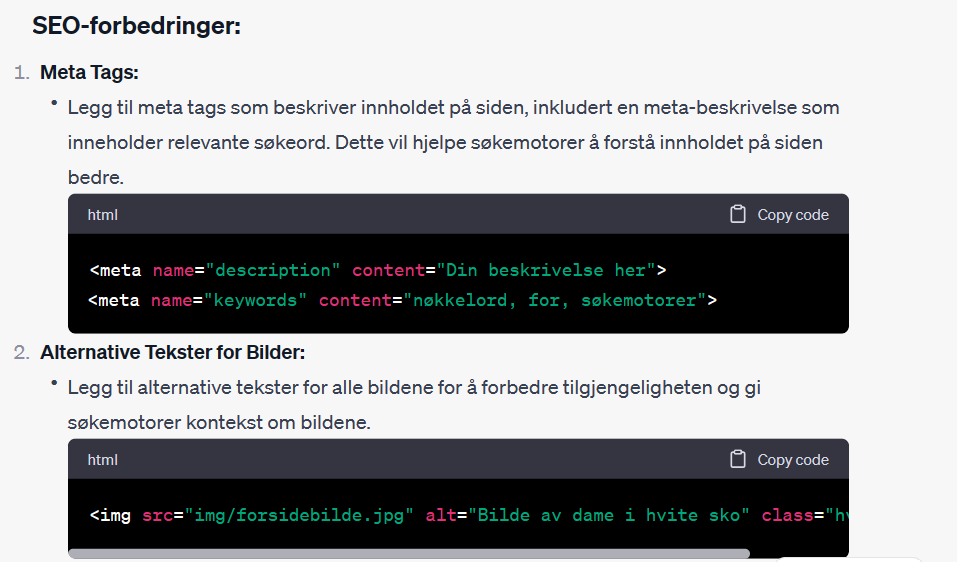 SEO-forbedringer:
1. Meta Tags:
• Legg til meta tags som beskriver innholdet på siden, inkludert en meta-beskrivelse som
inneholder relevante søkeord. Dette vil hjelpe søkemotorer å forstå innholdet på siden
bedre.
html Copy code
<meta name="description" content="Din beskrivelse her">
<meta name="keywords" content="nøkkelord, for, søkemotorer">
2. Alternative Tekster for Bilder:
• Legg til alternative tekster for alle bildene for å forbedre tilgjengeligheten og gi
søkemotorer kontekst om bildene.
html Copy code
<img src="img/forsidebilde.jpg" alt="Bilde av dame i hvite sko" class="